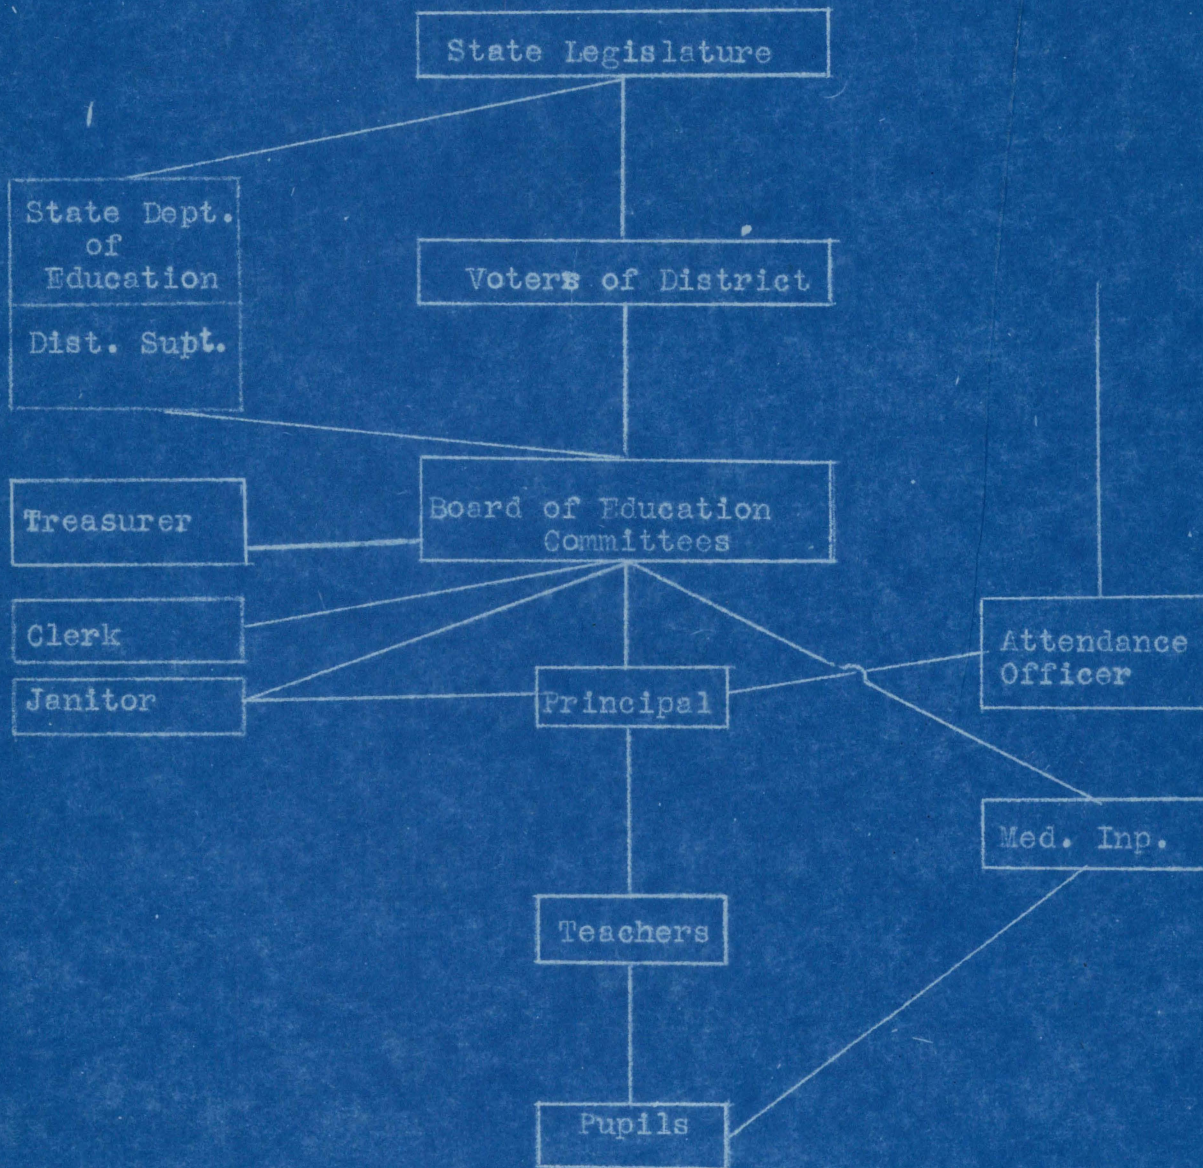 State Legislature
State Dept.
of
Education
Dist. Supt.
Voters of District
Treasurer
Board of Education
Committees
Clerk
Janitor
Principal
Attendance
Officer
Med. Inp.
Teachers
Pupils